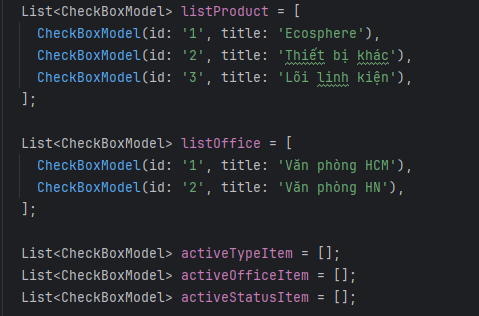 List<CheckBoxModel> listProduct = [
CheckBoxModel(id: '1', title: 'Ecosphere'),
CheckBoxModel(id: '2', title: 'Thiết bị khác'),
CheckBoxModel(id: '3', title: 'Lõi linh kiện'),
];
List<CheckBoxModel> listOffice = [
CheckBoxModel(id: '1', title: 'Văn phòng HCM'),
CheckBoxModel(id: '2', title: 'Văn phòng HN'),
];
List<CheckBoxModel> activeTypeItem = [];
List<CheckBoxModel> activeOfficeItem = [];
List<CheckBoxModel> activeStatusItem = [];